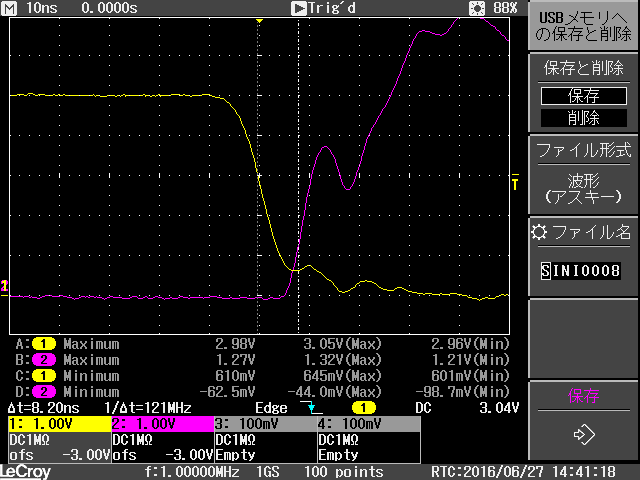 M 10ns 0.0000s Trig'd 88%
USBメモリへ
の保存と削除
保存と削除
保存
削除
ファイル形式
波形
(アスキー)
ファイル名
SINI0008
保存
T
1
A: 1 Maximum 2.98V 3.05V(Max) 2.96V(Min)
B: 2 Maximum 1.27V 1.32V(Max) 1.21V(Min)
C: 1 Minimum 610mV 645mV(Max) 601mV(Min)
D: 2 Minimum -62.5mV -44.0mV(Max) -98.7mV(Min)
Δt=8.20ns 1/Δt=121MHz Edge 1 DC 3.04V
1: 1.00V 2: 1.00V 3: 100mV 4: 100mV
DC1MΩ DC1MΩ DC1MΩ DC1MΩ
ofs -3.00V ofs -3.00V Empty Empty
LeCroy f:1.00000MHz 1GS 100 points RTC:2016/06/27 14:41:18